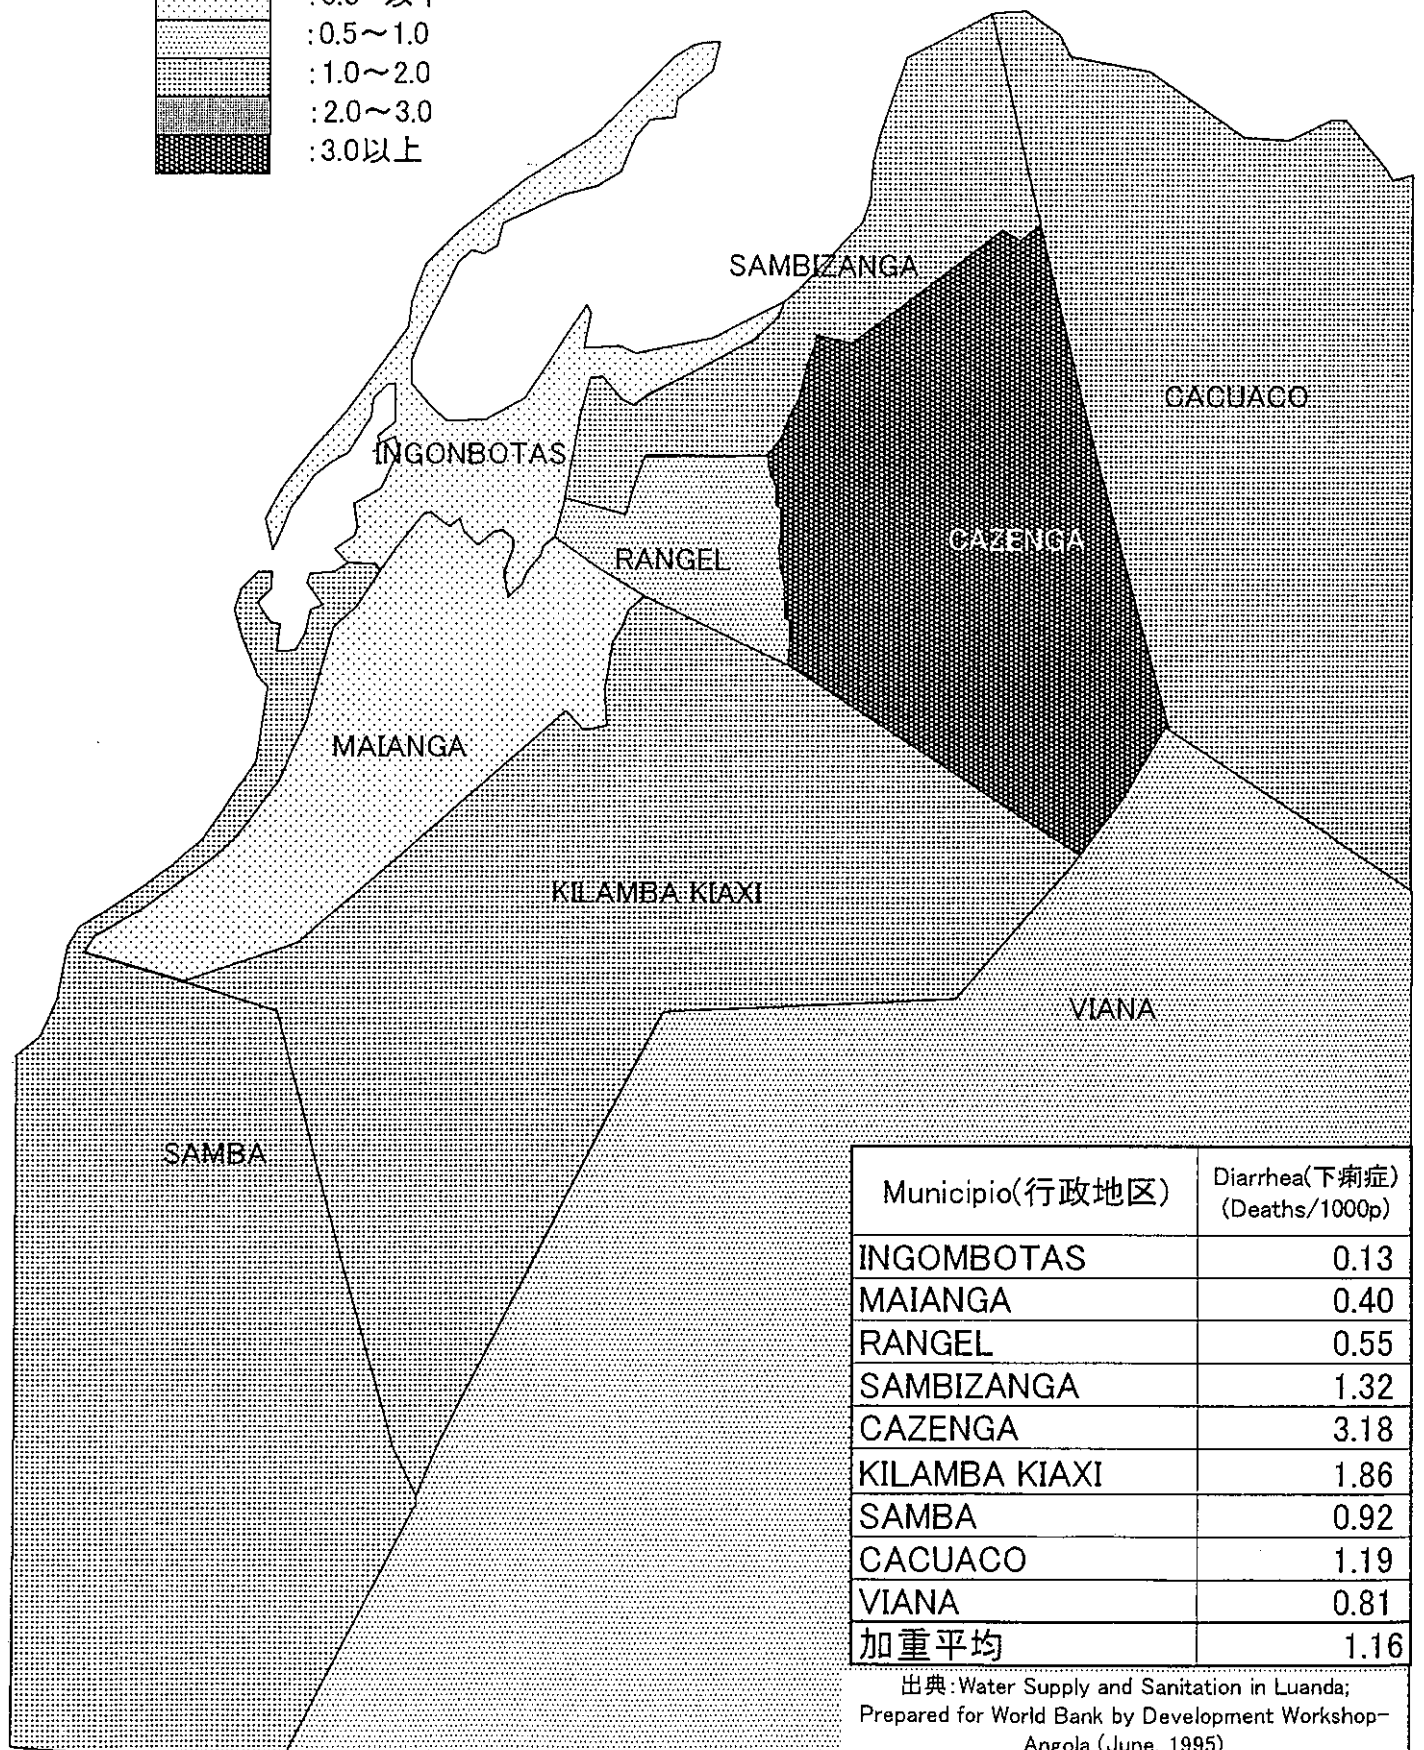 :0.5～1.0
:1.0～2.0
:2.0～3.0
:3.0以上
SAMBIZANGA
CACUACO
INGONBOTAS
CAZENGA
RANGEL
MAIANGA
KILAMBA KIAXI
VIANA
SAMBA
Municipio(行政地区) Diarrhea(下痢症)
(Deaths/1000p)
INGOMBOTAS 0.13
MAIANGA 0.40
RANGEL 0.55
SAMBIZANGA 1.32
CAZENGA 3.18
KILAMBA KIAXI 1.86
SAMBA 0.92
CACUACO 1.19
VIANA 0.81
加重平均 1.16
出典:Water Supply and Sanitation in Luanda;
Prepared for World Bank by Development Workshop-
Angola (June, 1995)